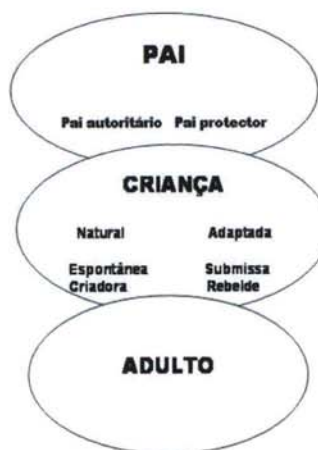 PAI
Pai autoritário Pai protector
CRIANÇA
Natural Adaptada
Espontânea Submissa
Criadora Rebelde
ADULTO